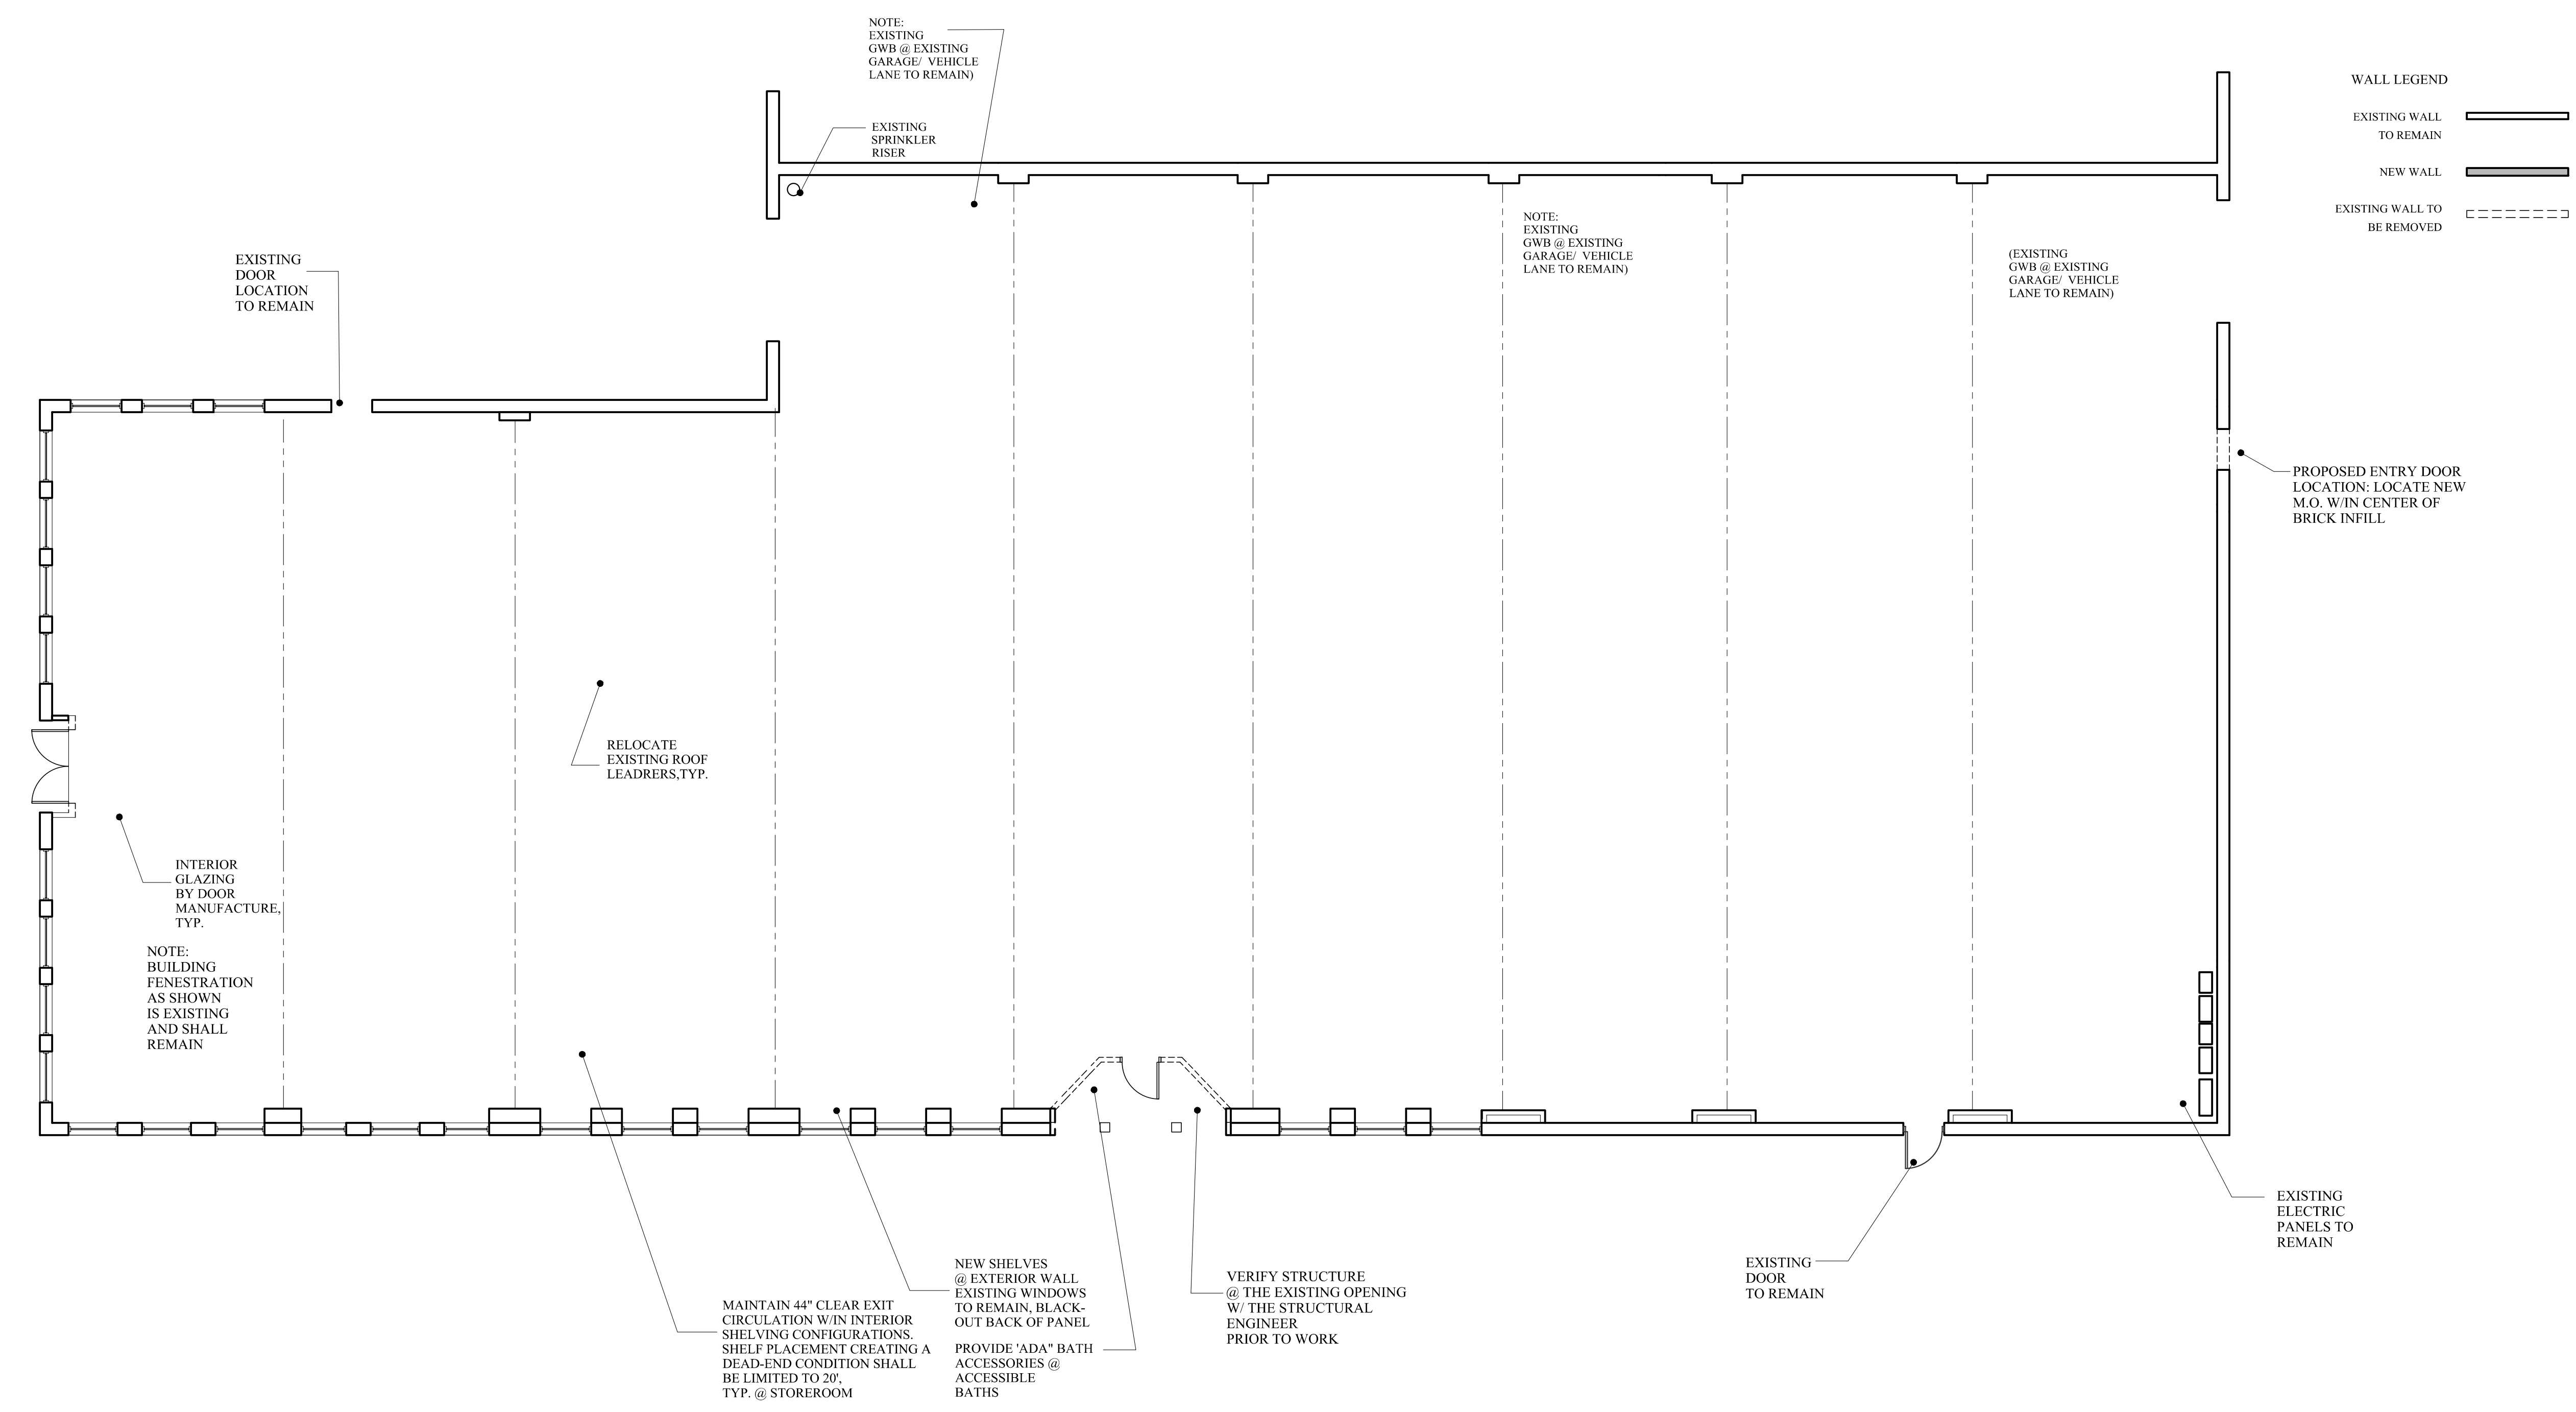 NOTE:
EXISTING
GWB @ EXISTING
GARAGE/ VEHICLE
LANE TO REMAIN)
EXISTING
SPRINKLER
RISER
WALL LEGEND
EXISTING WALL
TO REMAIN
NEW WALL
EXISTING WALL TO
BE REMOVED
NOTE:
EXISTING
GWB @ EXISTING
GARAGE/ VEHICLE
LANE TO REMAIN)
(EXISTING
GWB @ EXISTING
GARAGE/ VEHICLE
LANE TO REMAIN)
EXISTING
DOOR
LOCATION
TO REMAIN
PROPOSED ENTRY DOOR
LOCATION: LOCATE NEW
M.O. W/IN CENTER OF
BRICK INFILL
RELOCATE
EXISTING ROOF
LEADRERS,TYP.
INTERIOR
GLAZING
BY DOOR
MANUFACTURE,
TYP.
NOTE:
BUILDING
FENESTRATION
AS SHOWN
IS EXISTING
AND SHALL
REMAIN
MAINTAIN 44" CLEAR EXIT
CIRCULATION W/IN INTERIOR
SHELVING CONFIGURATIONS.
SHELF PLACEMENT CREATING A
DEAD-END CONDITION SHALL
BE LIMITED TO 20',
TYP. @ STOREROOM
NEW SHELVES
@ EXTERIOR WALL
EXISTING WINDOWS
TO REMAIN, BLACK-
OUT BACK OF PANEL
PROVIDE 'ADA" BATH
ACCESSORIES @
ACCESSIBLE
BATHS
VERIFY STRUCTURE
@ THE EXISTING OPENING
W/ THE STRUCTURAL
ENGINEER
PRIOR TO WORK
EXISTING
DOOR
TO REMAIN
EXISTING
ELECTRIC
PANELS TO
REMAIN